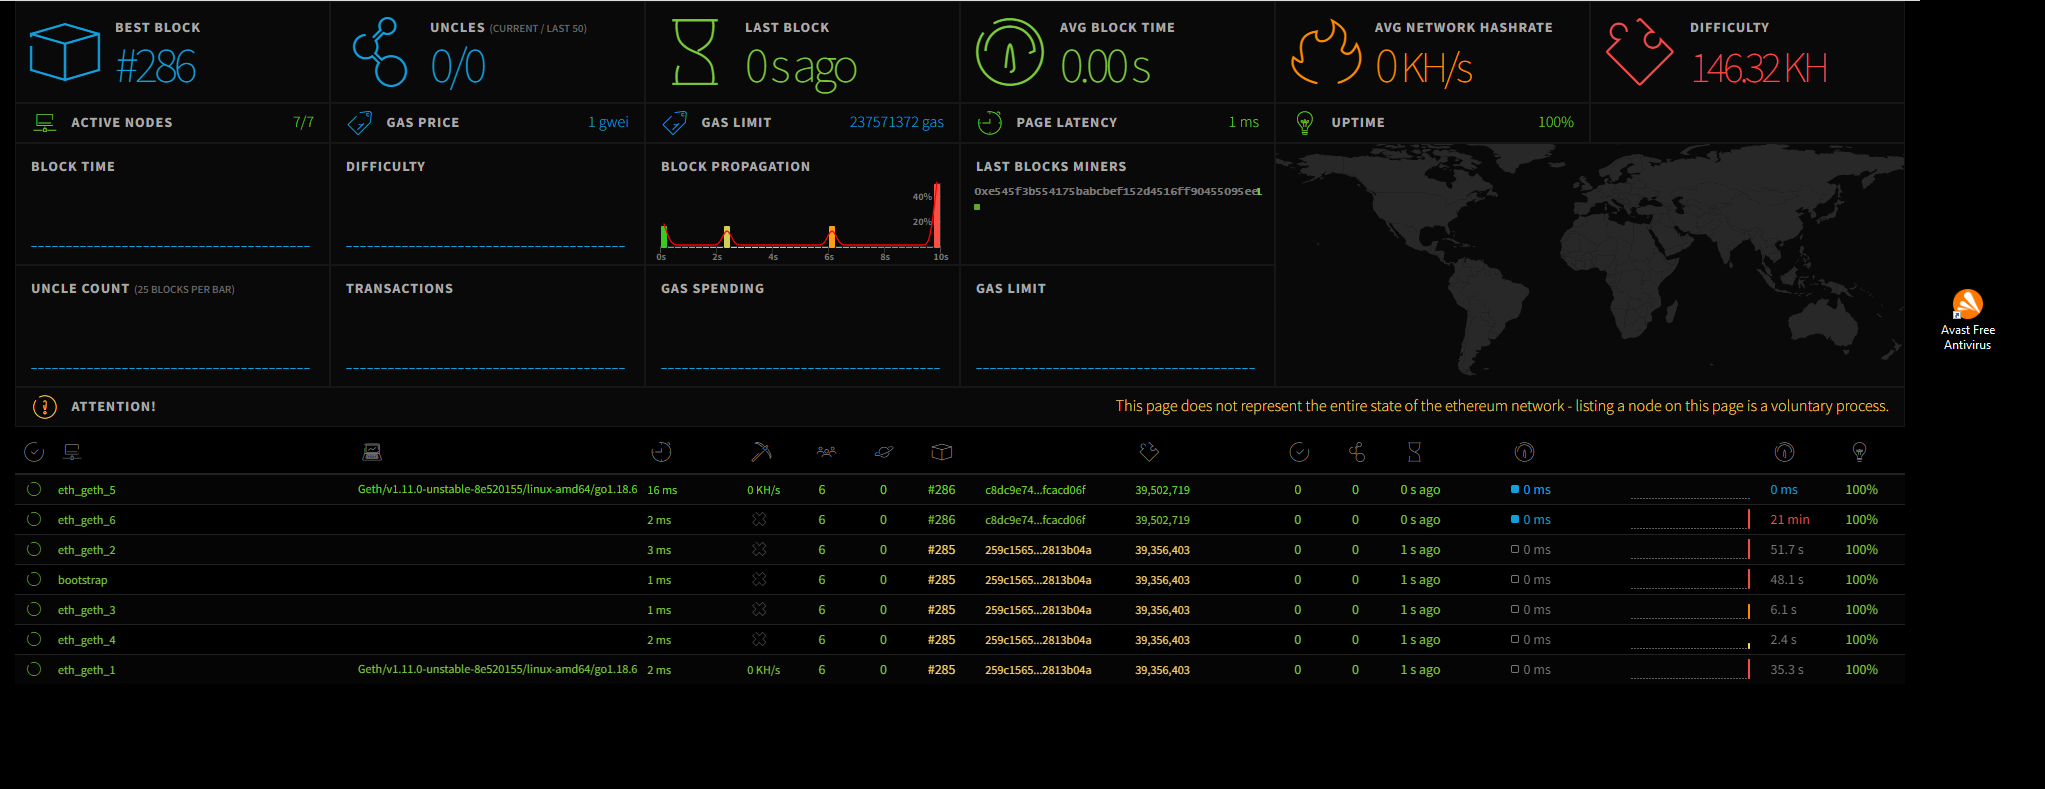 BEST BLOCK
#286
UNCLES (CURRENT / LAST 50)
0/0
LAST BLOCK
0 s ago
AVG BLOCK TIME
0.00 s
AVG NETWORK HASHRATE
0 KH/s
DIFFICULTY
146.32 KH
ACTIVE NODES 7/7
GAS PRICE 1 gwei
GAS LIMIT 237571372 gas
PAGE LATENCY 1 ms
UPTIME 100%
BLOCK TIME
DIFFICULTY
BLOCK PROPAGATION
40%
20%
0s 2s 4s 6s 8s 10s
LAST BLOCKS MINERS
0xe545f3b554175babcbef152d4516ff90455095ee 1
UNCLE COUNT (25 BLOCKS PER BAR)
TRANSACTIONS
GAS SPENDING
GAS LIMIT
Avast Free
Antivirus
ATTENTION! This page does not represent the entire state of the ethereum network - listing a node on this page is a voluntary process.
eth_geth_5 Geth/v1.11.0-unstable-8e520155/linux-amd64/go1.18.6 16 ms 0 KH/s 6 0 #286 c8dc9e74...fcacd06f 39,502,719 0 0 0 s ago 0 ms 0 ms 100%
eth_geth_6 2 ms 6 0 #286 c8dc9e74...fcacd06f 39,502,719 0 0 0 s ago 0 ms 21 min 100%
eth_geth_2 3 ms 6 0 #285 259c1565...2813b04a 39,356,403 0 0 1 s ago 0 ms 51.7 s 100%
bootstrap 1 ms 6 0 #285 259c1565...2813b04a 39,356,403 0 0 1 s ago 0 ms 48.1 s 100%
eth_geth_3 1 ms 6 0 #285 259c1565...2813b04a 39,356,403 0 0 1 s ago 0 ms 6.1 s 100%
eth_geth_4 2 ms 6 0 #285 259c1565...2813b04a 39,356,403 0 0 1 s ago 0 ms 2.4 s 100%
eth_geth_1 Geth/v1.11.0-unstable-8e520155/linux-amd64/go1.18.6 2 ms 0 KH/s 6 0 #285 259c1565...2813b04a 39,356,403 0 0 1 s ago 0 ms 35.3 s 100%